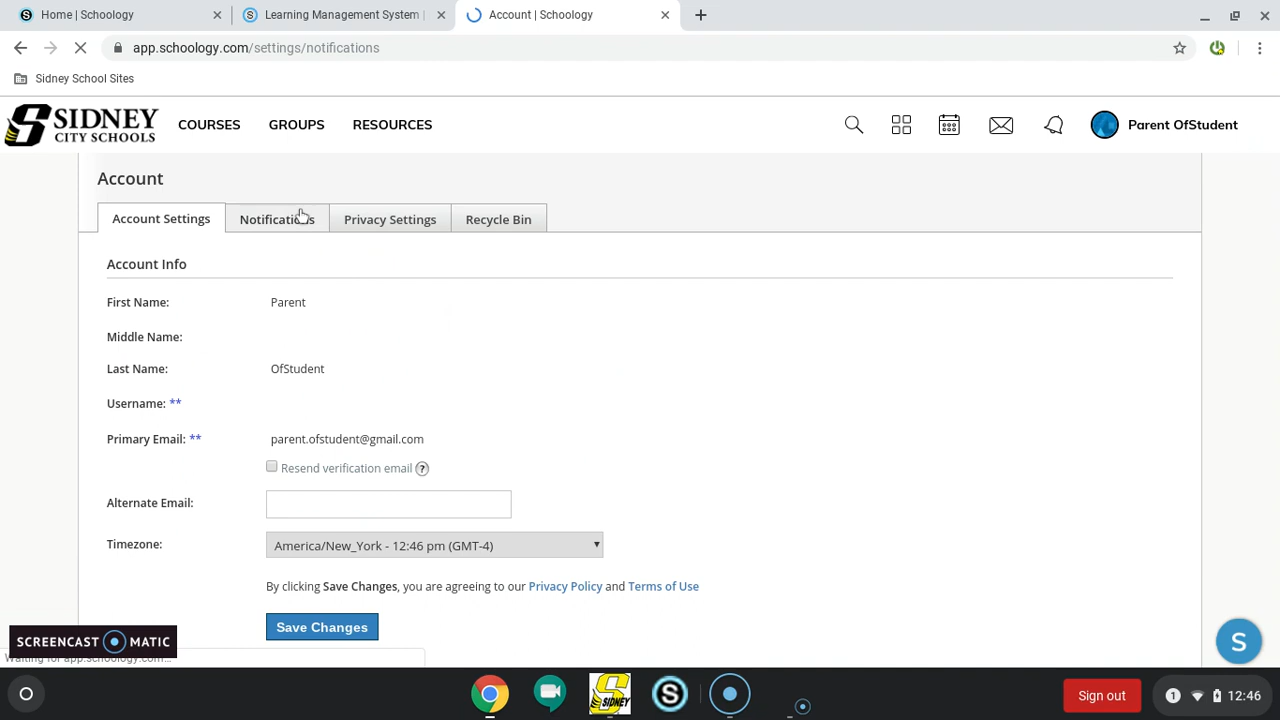 Home | Schoology
Learning Management System |
Account | Schoology
app.schoology.com/settings/notifications
Sidney School Sites
S SIDNEY
CITY SCHOOLS
COURSES
GROUPS
RESOURCES
Parent OfStudent
Account
Account Settings
Notifications
Privacy Settings
Recycle Bin
Account Info
First Name:
Parent
Middle Name:
Last Name:
OfStudent
Username: **
Primary Email: **
parent.ofstudent@gmail.com
Resend verification email ?
Alternate Email:
Timezone:
America/New_York - 12:46 pm (GMT-4)
By clicking Save Changes, you are agreeing to our Privacy Policy and Terms of Use
Save Changes
SCREENCAST MATIC
S
Waiting for app.schoology.com...
S SIDNEY
S
Sign out
1
12:46